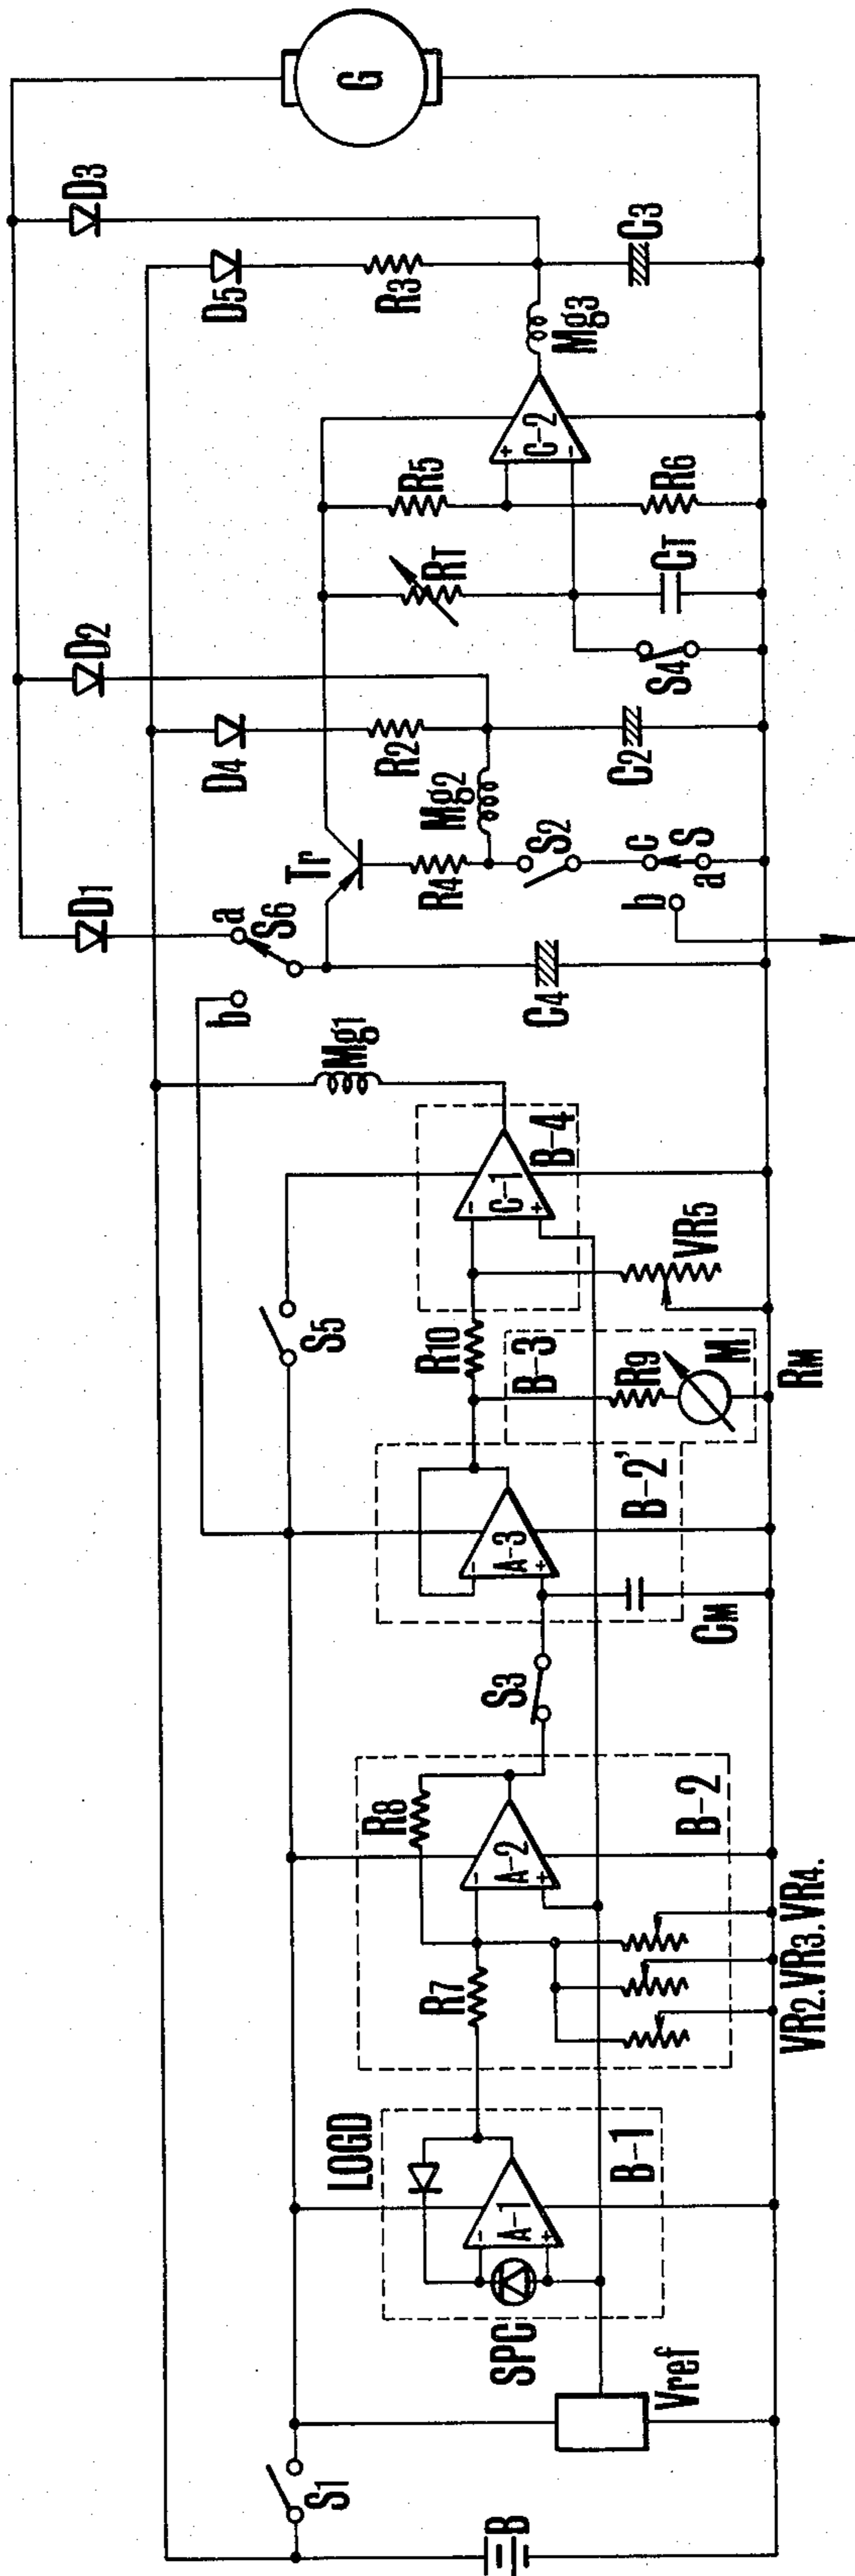 B
S1
Vref
SPC
LOGD
A-1
B-1
R7
R8
A-2
B-2
VR2.VR3.VR4.
S3
CM
A-3
B-2'
R10
B-3
R9
M
RM
S5
C-1
B-4
VR5
Mg1
b
S6
a
D1
C4
Tr
R4
S2
c
S
a
b
Mg2
D4
R2
C2
D2
S4
RT
CT
R5
R6
C-2
Mg3
D5
R3
C3
D3
G